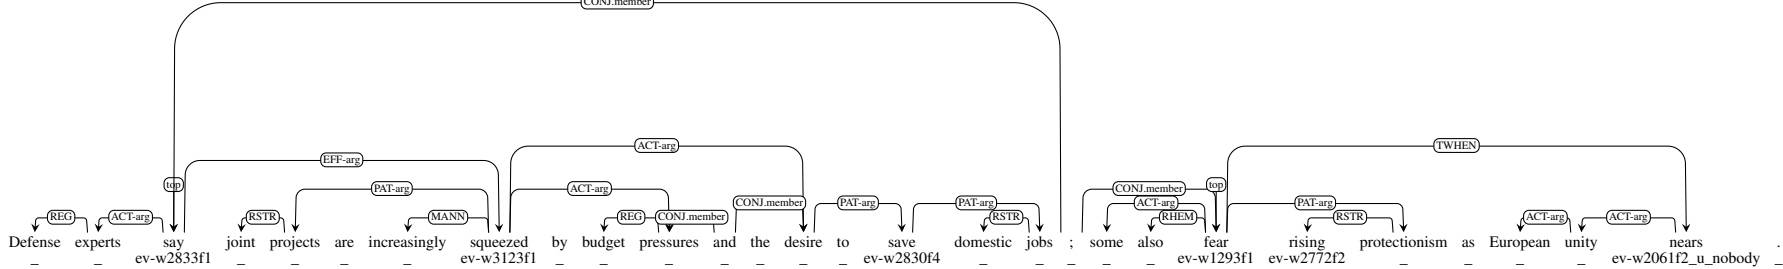 CONJ.member
ACT-arg TWHEN
EFF-arg
top top
PAT-arg ACT-arg CONJ.member
CONJ.member PAT-arg PAT-arg ACT-arg PAT-arg
REG ACT-arg RSTR MANN REG CONJ.member RSTR RHEM RSTR ACT-arg ACT-arg
Defense experts say joint projects are increasingly squeezed by budget pressures and the desire to save domestic jobs ; some also fear rising protectionism as European unity nears .
_ _ ev-w2833f1 _ _ _ _ ev-w3123f1 _ _ _ _ _ _ _ ev-w2830f4 _ _ _ _ _ ev-w1293f1 ev-w2772f2 _ _ _ _ ev-w2061f2_u_nobody _